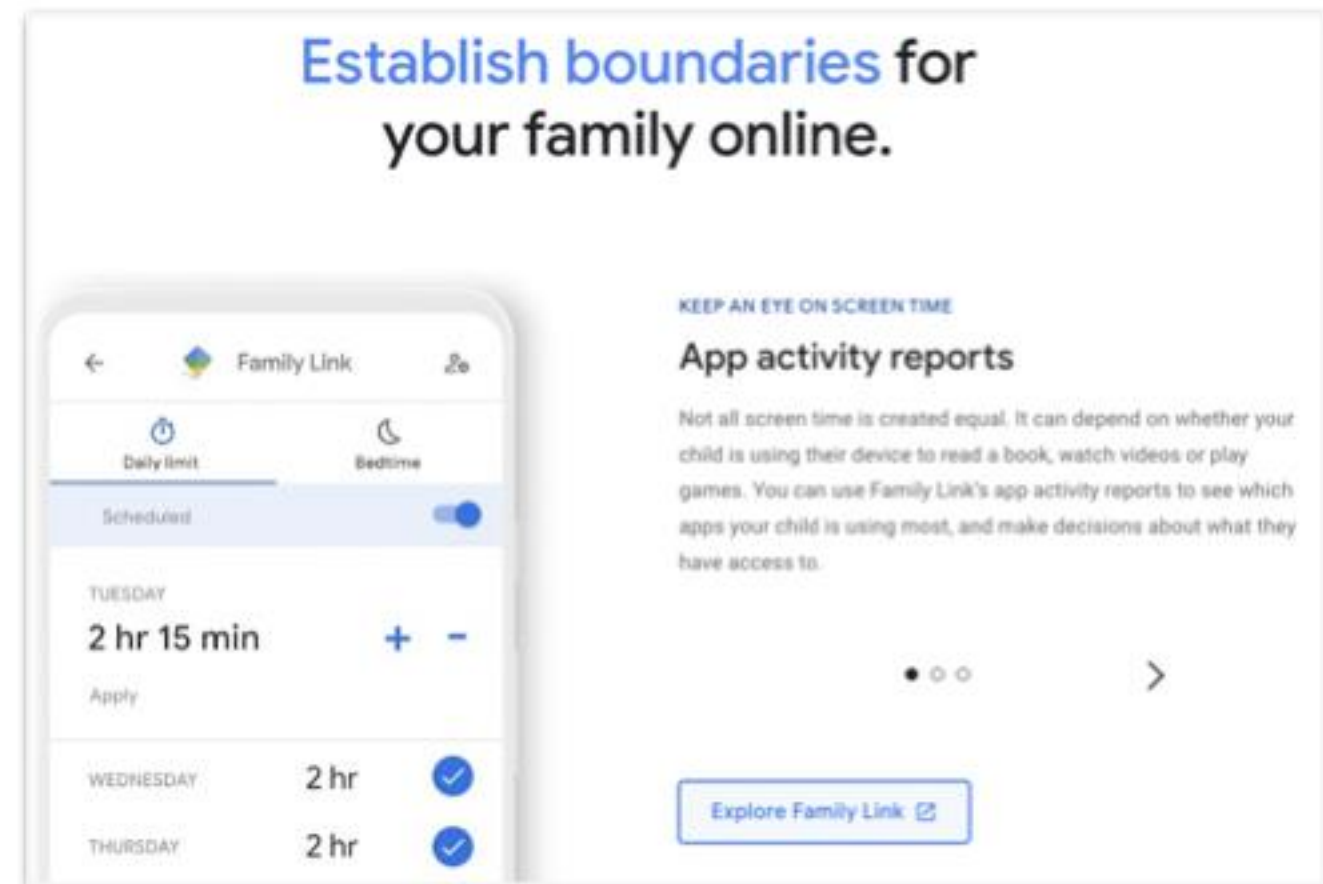 Establish boundaries for
your family online.
Family Link
Daily limit
Bedtime
Scheduled
TUESDAY
2 hr 15 min
+ -
Apply
WEDNESDAY 2 hr
THURSDAY 2 hr
KEEP AN EYE ON SCREEN TIME
App activity reports
Not all screen time is created equal. It can depend on whether your
child is using their device to read a book, watch videos or play
games. You can use Family Link's app activity reports to see which
apps your child is using most, and make decisions about what they
have access to.
Explore Family Link